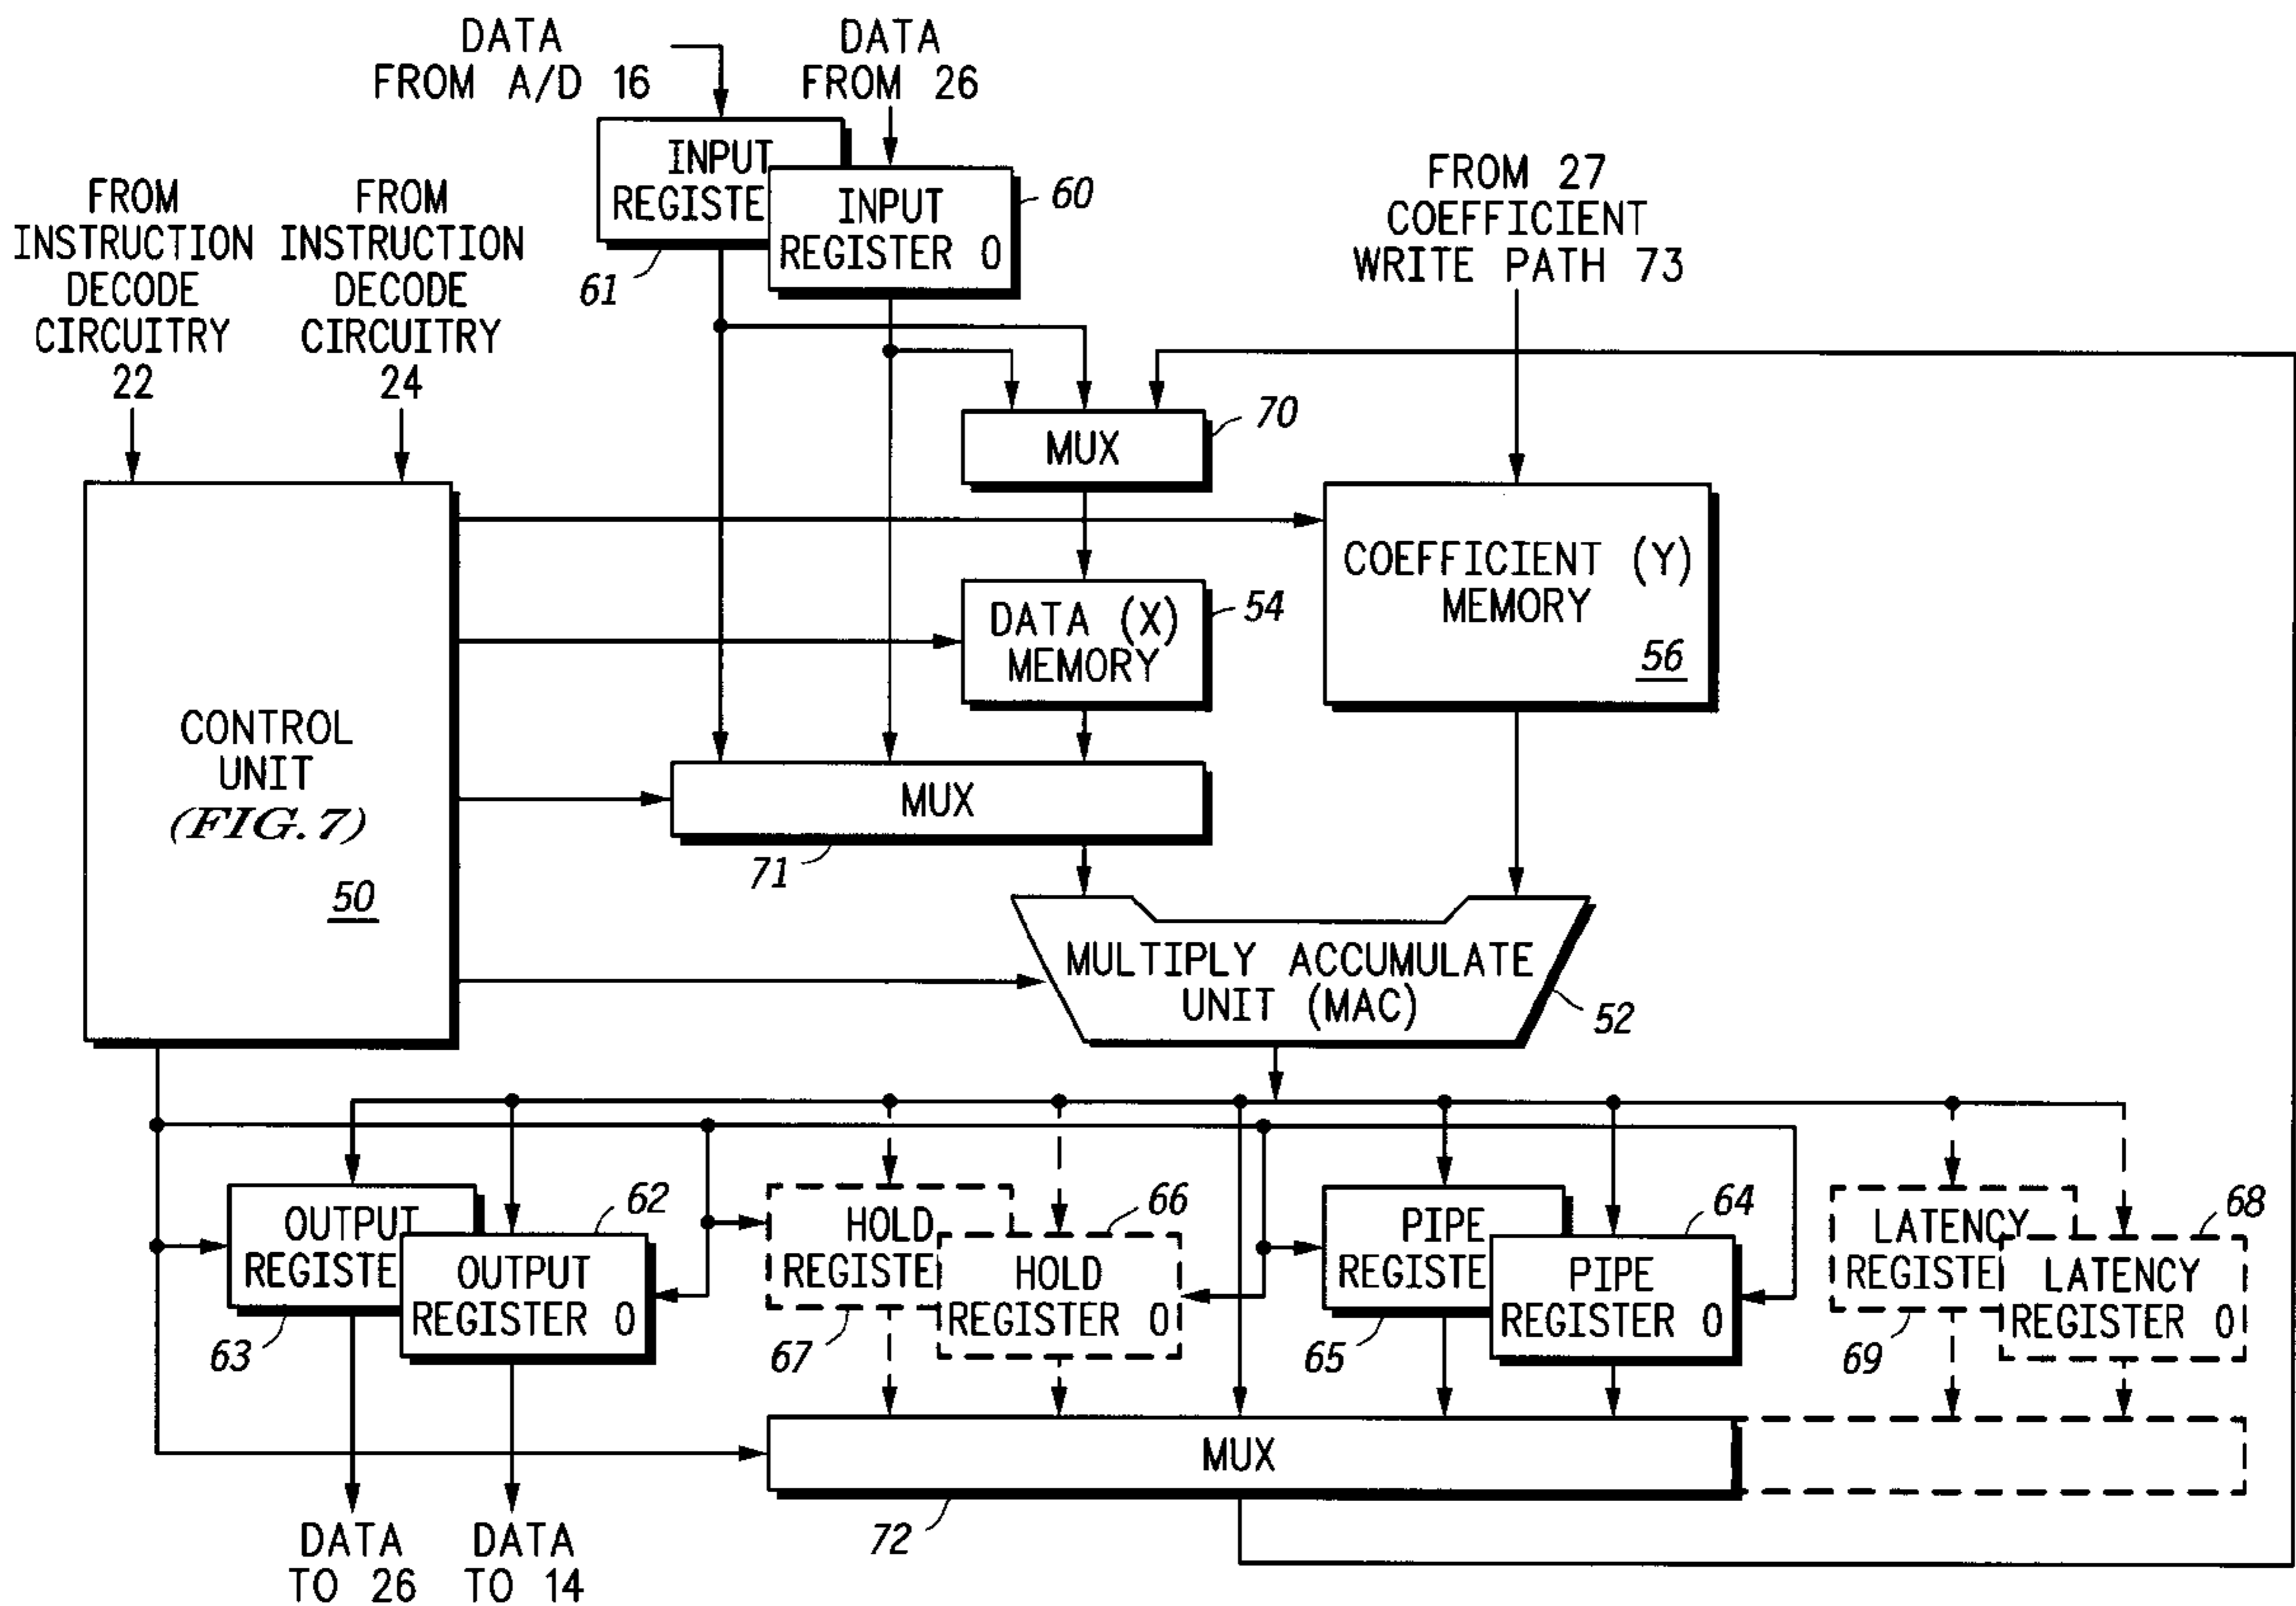 DATA
FROM A/D 16
DATA
FROM 26
INPUT
REGISTE
61
INPUT
REGISTER 0
60
FROM
INSTRUCTION
DECODE
CIRCUITRY
22
FROM
INSTRUCTION
DECODE
CIRCUITRY
24
FROM 27
COEFFICIENT
WRITE PATH 73
MUX
70
DATA (X)
MEMORY
54
COEFFICIENT (Y)
MEMORY
56
CONTROL
UNIT
(FIG. 7)
50
MUX
71
MULTIPLY ACCUMULATE
UNIT (MAC)
52
OUTPUT
REGISTE
63
OUTPUT
REGISTER 0
62
HOLD
REGISTE
67
HOLD
REGISTER 0
66
PIPE
REGISTE
65
PIPE
REGISTER 0
64
LATENCY
REGISTE
69
LATENCY
REGISTER 0
68
MUX
72
DATA
TO 26
DATA
TO 14